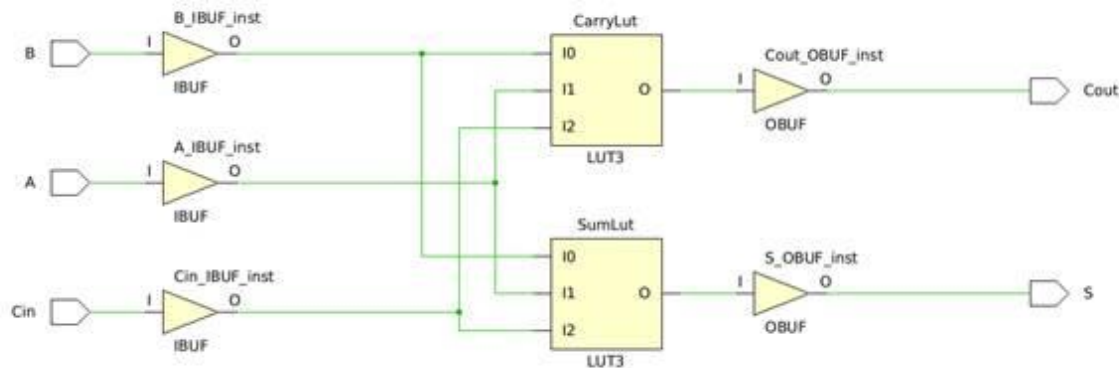 B_IBUF_inst
B
I
O
IBUF
CarryLut
I0
I1
I2
O
LUT3
Cout_OBUF_inst
I
O
OBUF
Cout
A_IBUF_inst
A
I
O
IBUF
SumLut
I0
I1
I2
O
LUT3
S_OBUF_inst
I
O
OBUF
S
Cin_IBUF_inst
Cin
I
O
IBUF